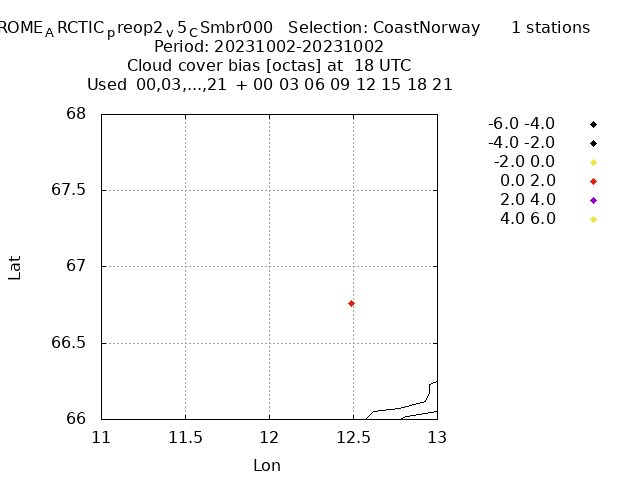 ROME_ARCTIC_preop2_v5_CSmbr000 Selection: CoastNorway 1 stations
Period: 20231002-20231002
Cloud cover bias [octas] at 18 UTC
Used 00,03,...,21 + 00 03 06 09 12 15 18 21
68
67.5
67
66.5
66
Lat
11 11.5 12 12.5 13
Lon
-6.0 -4.0
-4.0 -2.0
-2.0 0.0
0.0 2.0
2.0 4.0
4.0 6.0